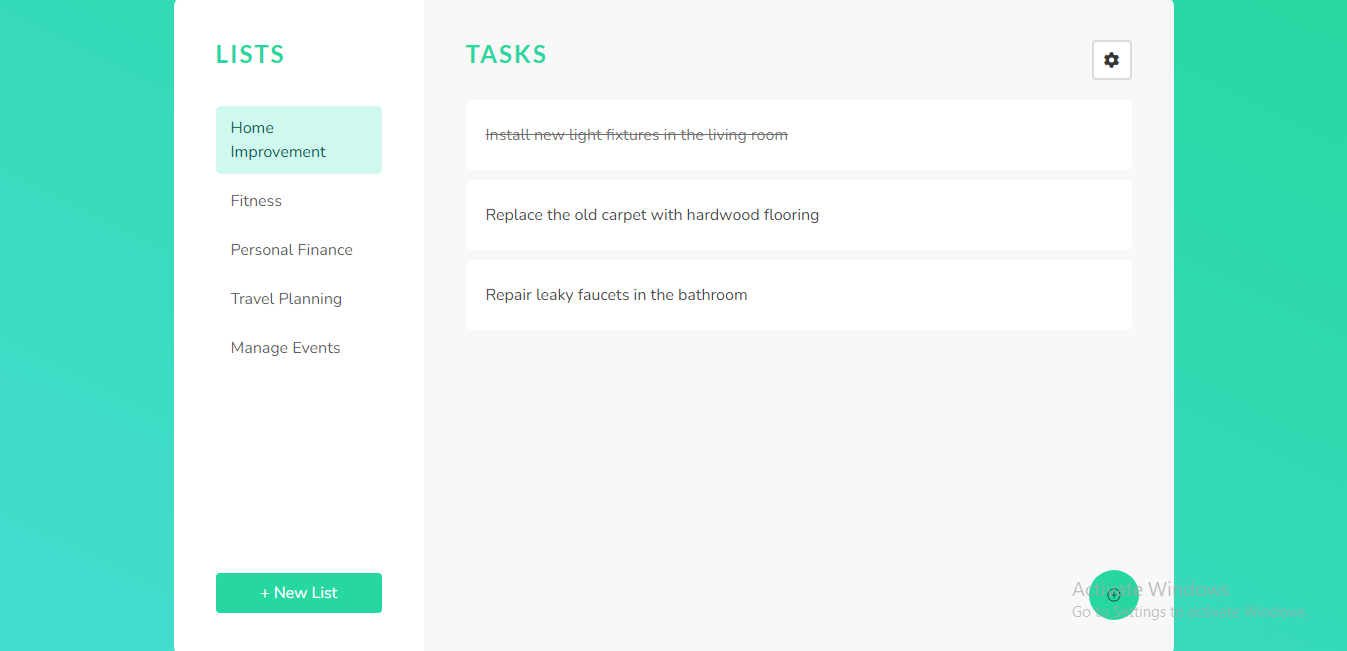 LISTS
Home
Improvement
Fitness
Personal Finance
Travel Planning
Manage Events
+ New List
TASKS
Install new light fixtures in the living room
Replace the old carpet with hardwood flooring
Repair leaky faucets in the bathroom
Activate Windows
Go to Settings to activate Windows.